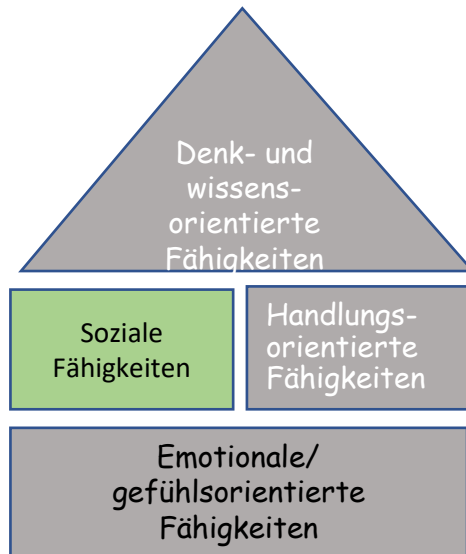 Denk- und
wissens-
orientierte
Fähigkeiten
Soziale
Fähigkeiten
Handlungs-
orientierte
Fähigkeiten
Emotionale/
gefühlsorientierte
Fähigkeiten